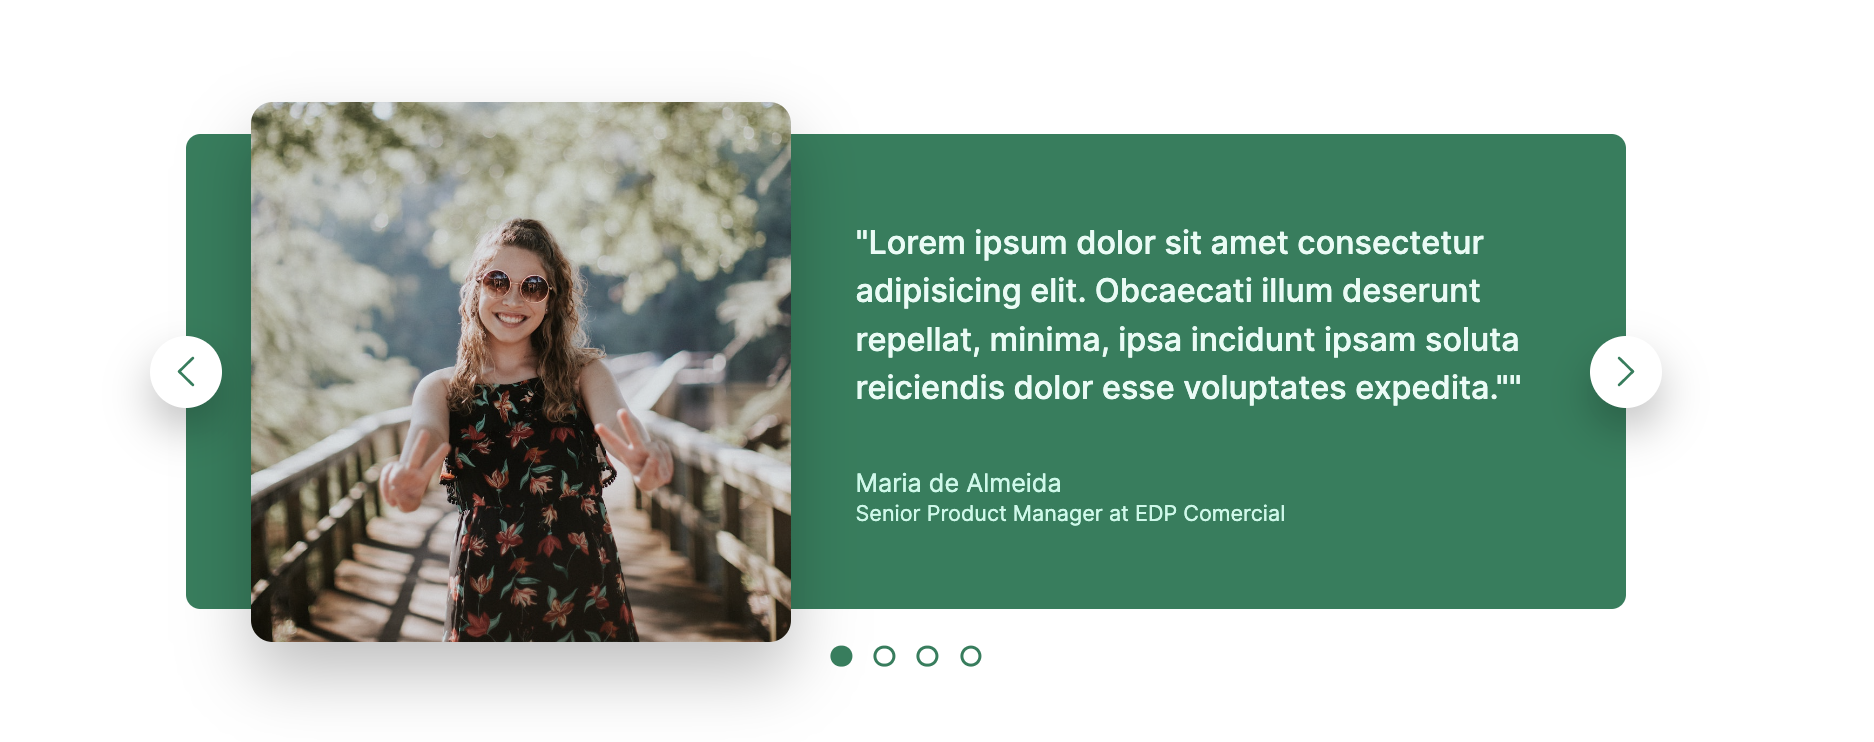 "Lorem ipsum dolor sit amet consectetur
adipisicing elit. Obcaecati illum deserunt
repellat, minima, ipsa incidunt ipsam soluta
reiciendis dolor esse voluptates expedita.""
Maria de Almeida
Senior Product Manager at EDP Comercial